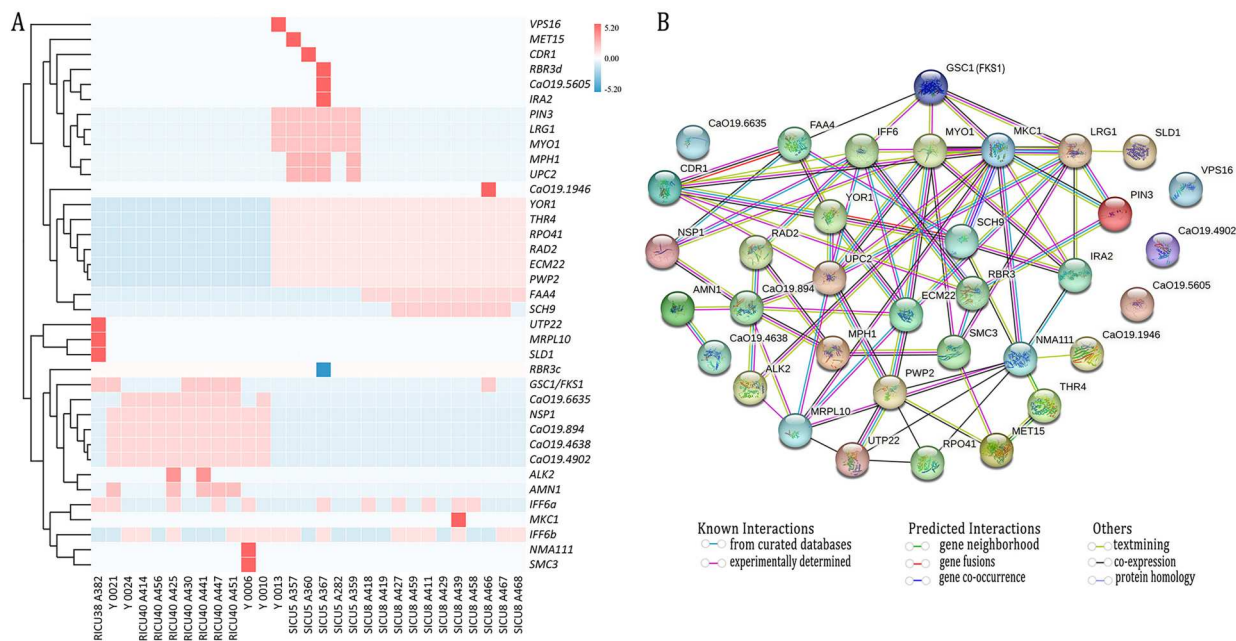 A
VPS16
MET15
CDR1
RBR3d
CaO19.5605
IRA2
PIN3
LRG1
MYO1
MPH1
UPC2
CaO19.1946
YOR1
THR4
RPO41
RAD2
ECM22
PWP2
FAA4
SCH9
UTP22
MRPL10
SLD1
RBR3c
GSC1/FKS1
CaO19.6635
NSP1
CaO19.894
CaO19.4638
CaO19.4902
ALK2
AMN1
IFF6a
MKC1
IFF6b
NMA111
SMC3
5.20
0.00
-5.20
RICU38 A382
Y 0021
Y 0024
RICU40 A414
RICU40 A456
RICU40 A425
RICU40 A430
RICU40 A441
RICU40 A447
RICU40 A451
Y 0006
Y 0010
Y 0013
SICU5 A357
SICU5 A360
SICU5 A367
SICU5 A282
SICU5 A359
SICU8 A418
SICU8 A419
SICU8 A427
SICU8 A459
SICU8 A411
SICU8 A429
SICU8 A439
SICU8 A458
SICU8 A466
SICU8 A467
SICU8 A468
B
GSC1 (FKS1)
CaO19.6635
FAA4
IFF6
MYO1
MKC1
LRG1
SLD1
CDR1
VPS16
YOR1
PIN3
NSP1
RAD2
SCH9
CaO19.4902
UPC2
IRA2
AMN1
CaO19.894
ECM22
RBR3
CaO19.5605
CaO19.4638
MPH1
SMC3
NMA111
CaO19.1946
ALK2
PWP2
THR4
MRPL10
UTP22
RPO41
MET15
Known Interactions
from curated databases
experimentally determined
Predicted Interactions
gene neighborhood
gene fusions
gene co-occurrence
Others
textmining
co-expression
protein homology